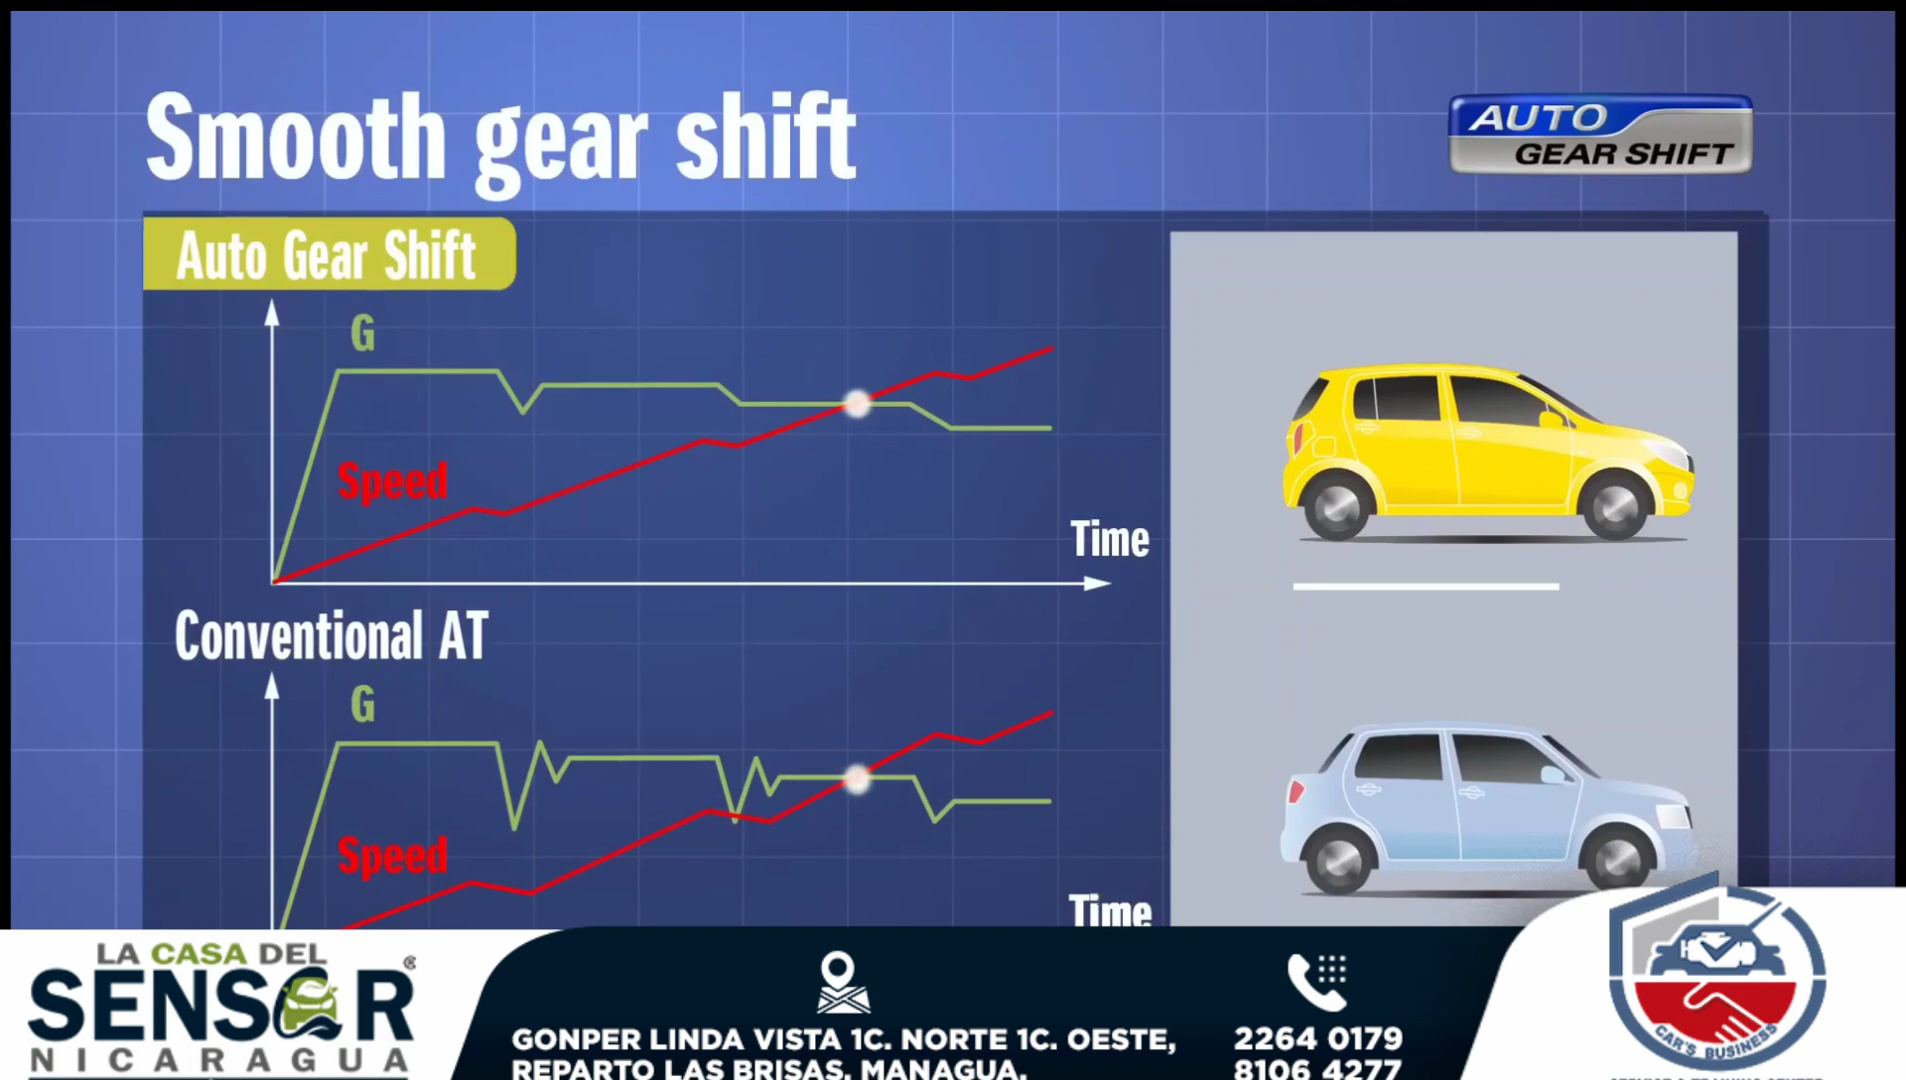 Smooth gear shift
AUTO
GEAR SHIFT
Auto Gear Shift
G
Speed
Time
Conventional AT
G
Speed
Time
LA CASA DEL
SENSOR
NICARAGUA
GONPER LINDA VISTA 1C. NORTE 1C. OESTE,
REPARTO LAS BRISAS. MANAGUA.
2264 0179
8106 4277
CAR'S BUSINESS